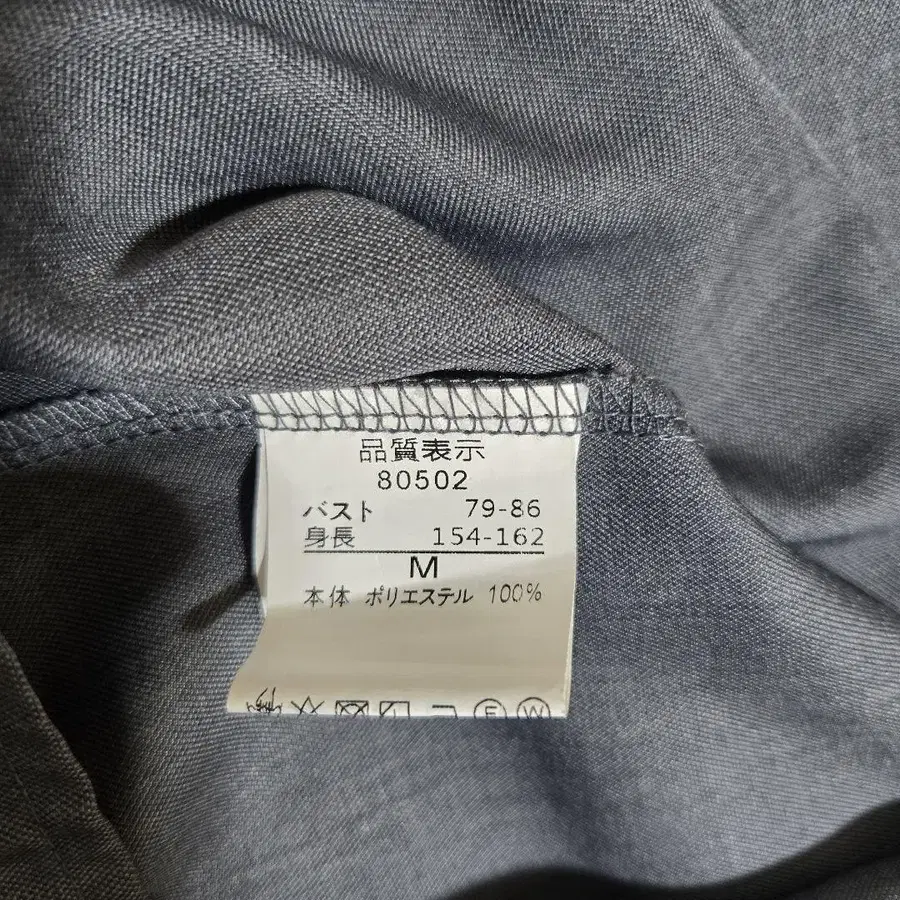 品質表示
80502
バスト 79-86
身長 154-162
M
本体 ポリエステル 100%